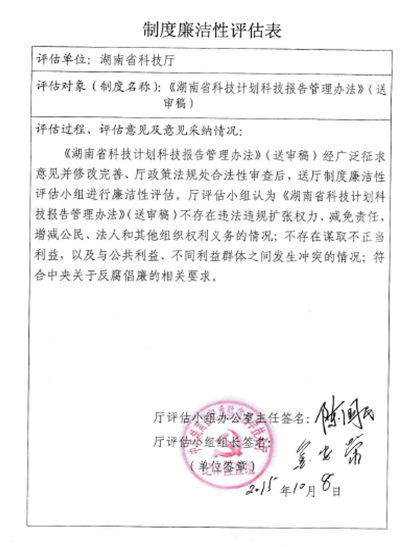 制度廉洁性评估表
评估单位：湖南省科技厅
评估对象（制度名称）：《湖南省科技计划科技报告管理办法》（送
审稿）
评估过程、评估意见及意见采纳情况：
《湖南省科技计划科技报告管理办法》（送审稿）经广泛征求
意见并修改完善、厅政策法规处合法性审查后，送厅制度廉洁性
评估小组进行廉洁性评估。厅评估小组认为《湖南省科技计划科
技报告管理办法》（送审稿）不存在违法违规扩张权力、减免责任，
增减公民、法人和其他组织权利义务的情况；不存在谋取不正当
利益，以及与公共利益、不同利益群体之间发生冲突的情况；符
合中央关于反腐倡廉的相关要求。
厅评估小组办公室主任签名：
厅评估小组组长签名：
（单位签章）
2015年10月8日